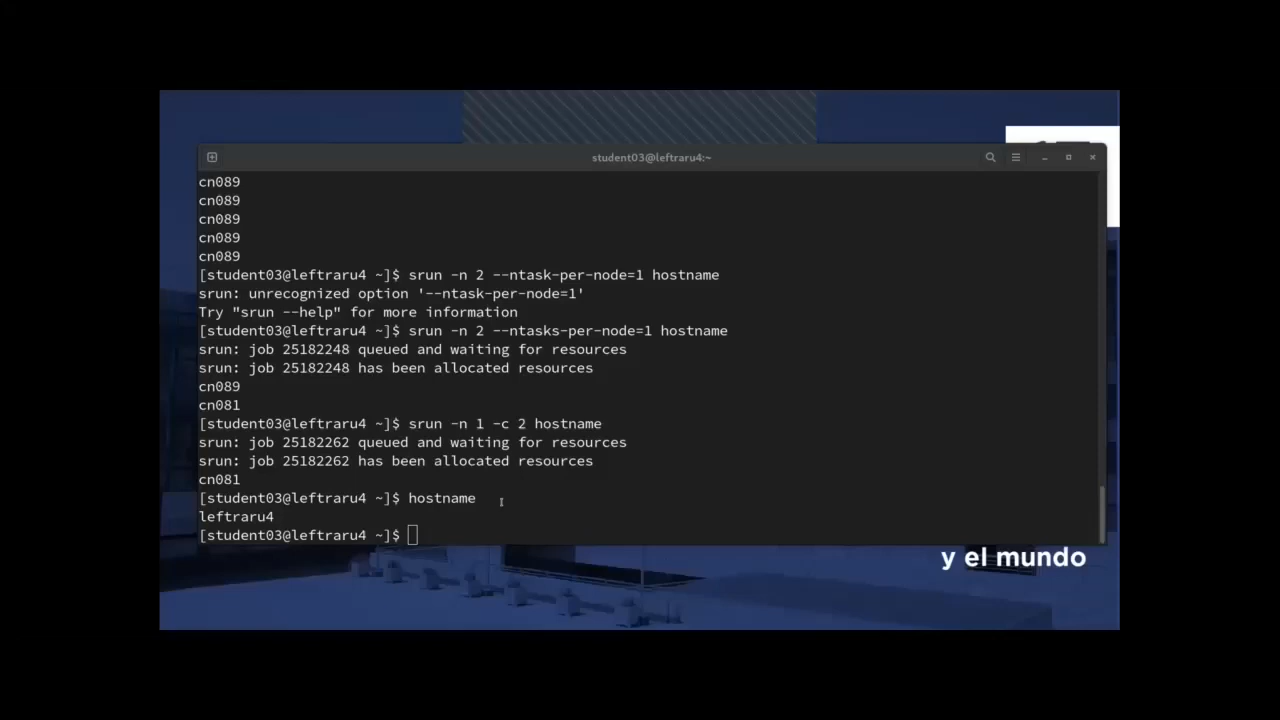 student03@leftraru4:~
cn089
cn089
cn089
cn089
cn089
[student03@leftraru4 ~]$ srun -n 2 --ntask-per-node=1 hostname
srun: unrecognized option '--ntask-per-node=1'
Try "srun --help" for more information
[student03@leftraru4 ~]$ srun -n 2 --ntasks-per-node=1 hostname
srun: job 25182248 queued and waiting for resources
srun: job 25182248 has been allocated resources
cn089
cn081
[student03@leftraru4 ~]$ srun -n 1 -c 2 hostname
srun: job 25182262 queued and waiting for resources
srun: job 25182262 has been allocated resources
cn081
[student03@leftraru4 ~]$ hostname
leftraru4
[student03@leftraru4 ~]$
y el mundo